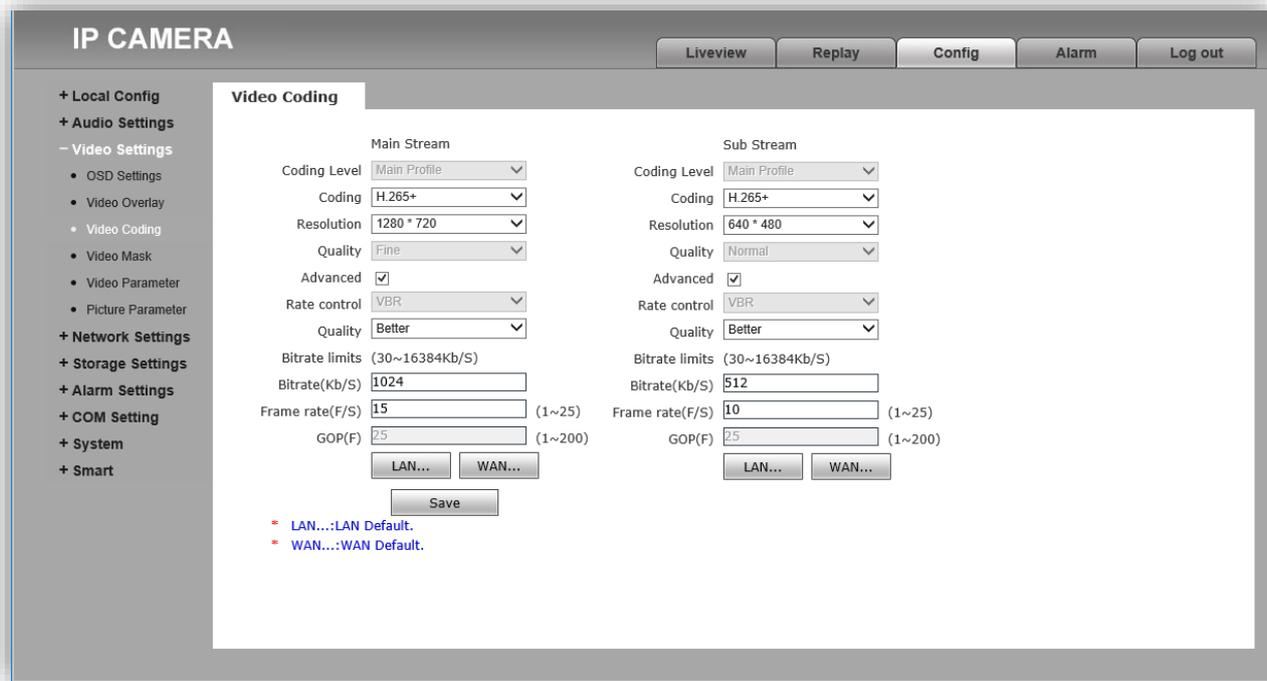 IP CAMERA
Liveview Replay Config Alarm Log out
+ Local Config
+ Audio Settings
− Video Settings
• OSD Settings
• Video Overlay
• Video Coding
• Video Mask
• Video Parameter
• Picture Parameter
+ Network Settings
+ Storage Settings
+ Alarm Settings
+ COM Setting
+ System
+ Smart
Video Coding
Main Stream
Coding Level Main Profile
Coding H.265+
Resolution 1280 * 720
Quality Fine
Advanced
Rate control VBR
Quality Better
Bitrate limits (30~16384Kb/S)
Bitrate(Kb/S) 1024
Frame rate(F/S) 15 (1~25)
GOP(F) 25 (1~200)
LAN... WAN...
Sub Stream
Coding Level Main Profile
Coding H.265+
Resolution 640 * 480
Quality Normal
Advanced
Rate control VBR
Quality Better
Bitrate limits (30~16384Kb/S)
Bitrate(Kb/S) 512
Frame rate(F/S) 10 (1~25)
GOP(F) 25 (1~200)
LAN... WAN...
Save
* LAN...:LAN Default.
* WAN...:WAN Default.